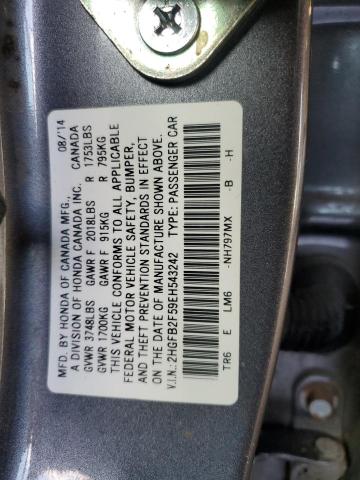 MFD. BY HONDA OF CANADA MFG., 08/'14
A DIVISION OF HONDA CANADA INC. CANADA
GVWR 3748LBS GAWR F 2018LBS R 1753LBS
GVWR 1700KG GAWR F 915KG R 795KG
THIS VEHICLE CONFORMS TO ALL APPLICABLE
FEDERAL MOTOR VEHICLE SAFETY, BUMPER,
AND THEFT PREVENTION STANDARDS IN EFFECT
ON THE DATE OF MANUFACTURE SHOWN ABOVE.
V.I.N.: 2HGFB2F59EH543242 TYPE: PASSENGER CAR
TR6 E LM6 -NH797MX -B -H